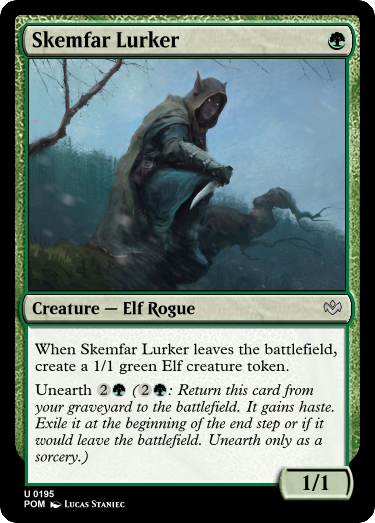 Skemfar Lurker
Creature — Elf Rogue
When Skemfar Lurker leaves the battlefield,
create a 1/1 green Elf creature token.
Unearth 2 (2: Return this card from
your graveyard to the battlefield. It gains haste.
Exile it at the beginning of the end step or if it
would leave the battlefield. Unearth only as a
sorcery.)
1/1
U 0195
POM Lucas Staniec